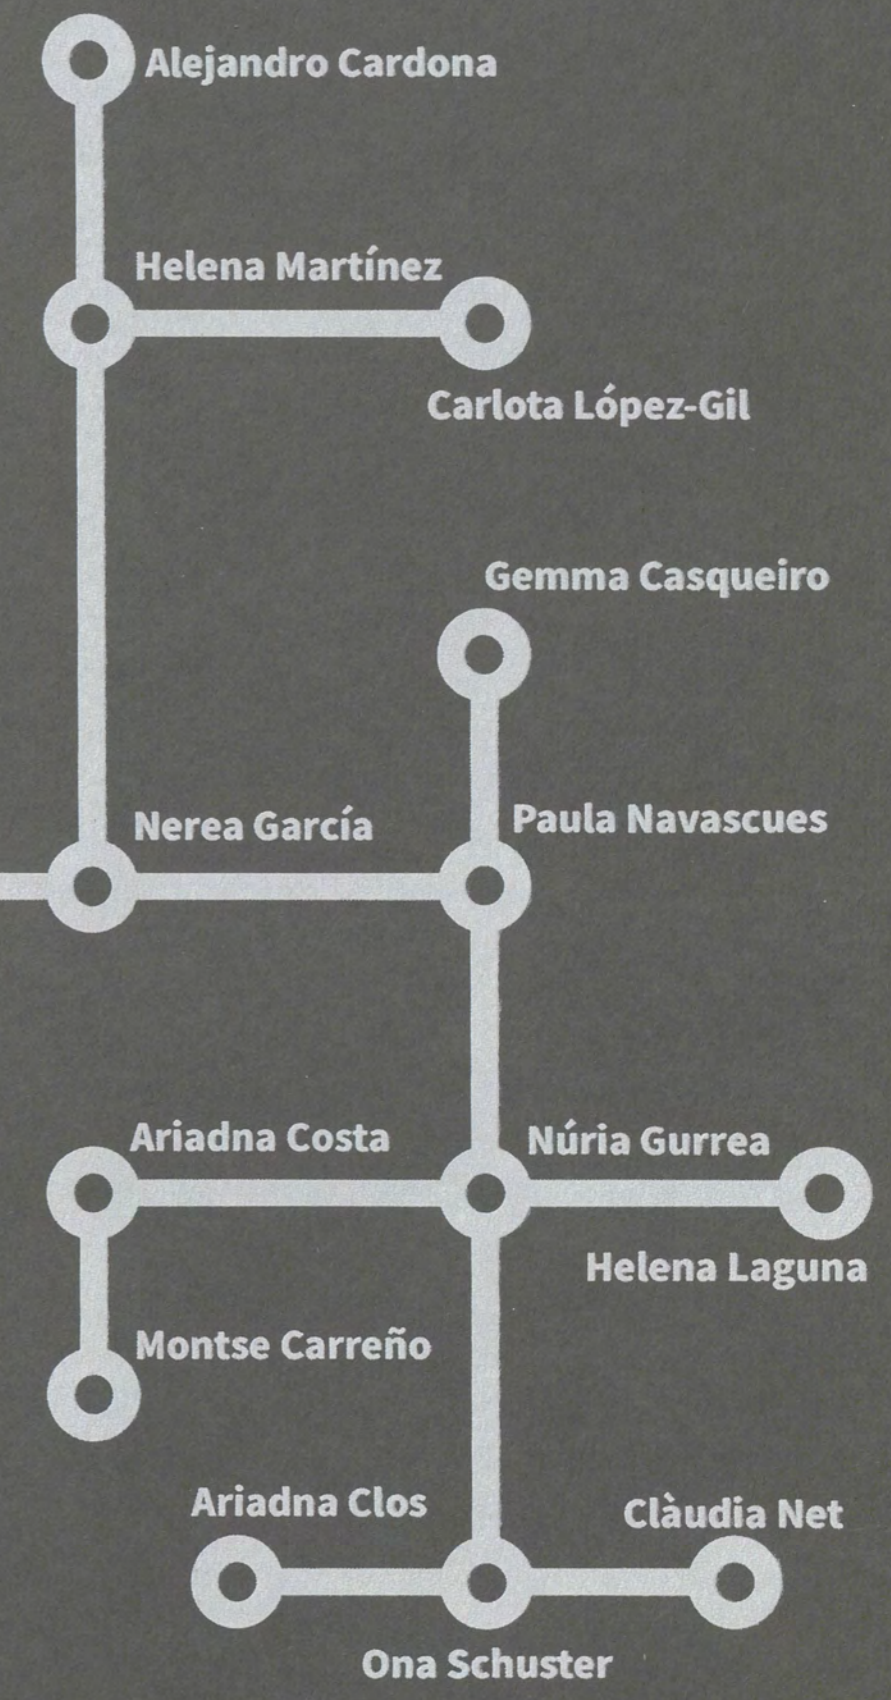 Alejandro Cardona
Helena Martínez
Carlota López-Gil
Gemma Casqueiro
Nerea García
Paula Navascues
Ariadna Costa
Núria Gurrea
Helena Laguna
Montse Carreño
Ariadna Clos
Clàudia Net
Ona Schuster